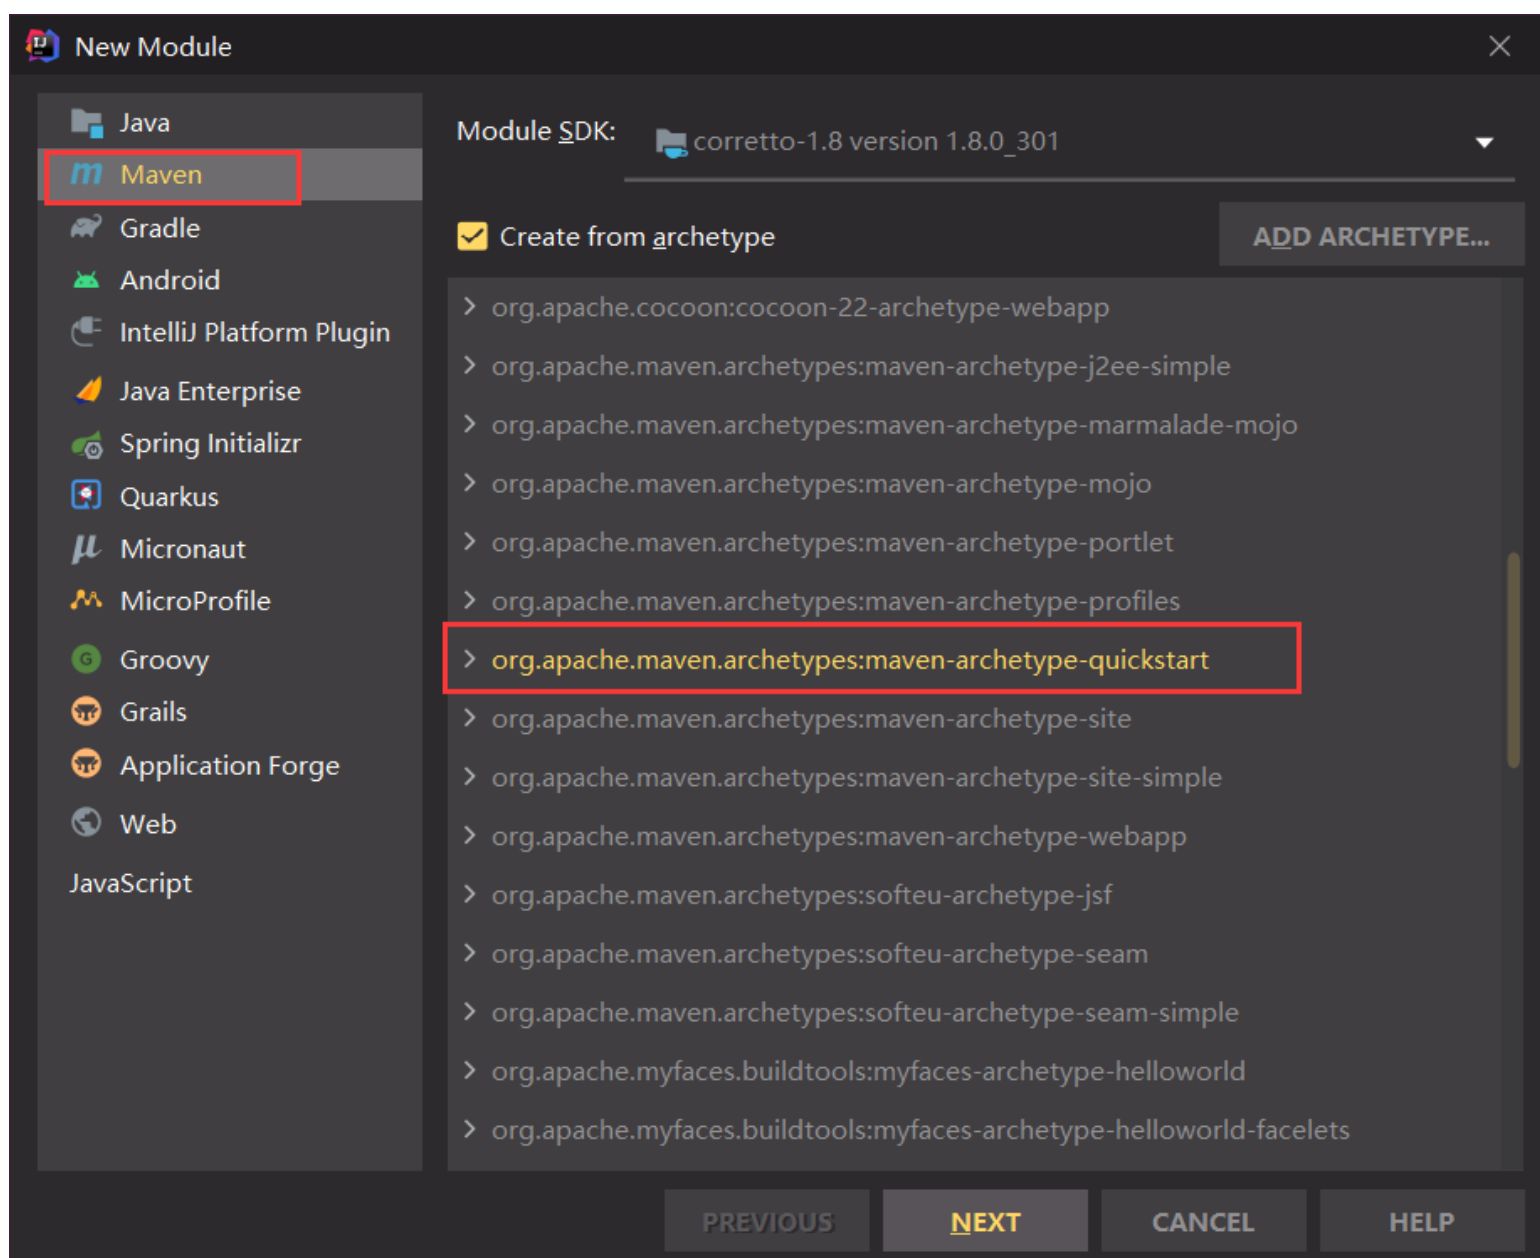 New Module
Java
Maven
Gradle
Android
IntelliJ Platform Plugin
Java Enterprise
Spring Initializr
Quarkus
Micronaut
MicroProfile
Groovy
Grails
Application Forge
Web
JavaScript
Module SDK: corretto-1.8 version 1.8.0_301
Create from archetype
ADD ARCHETYPE...
org.apache.cocoon:cocoon-22-archetype-webapp
org.apache.maven.archetypes:maven-archetype-j2ee-simple
org.apache.maven.archetypes:maven-archetype-marmalade-mojo
org.apache.maven.archetypes:maven-archetype-mojo
org.apache.maven.archetypes:maven-archetype-portlet
org.apache.maven.archetypes:maven-archetype-profiles
org.apache.maven.archetypes:maven-archetype-quickstart
org.apache.maven.archetypes:maven-archetype-site
org.apache.maven.archetypes:maven-archetype-site-simple
org.apache.maven.archetypes:maven-archetype-webapp
org.apache.maven.archetypes:softeu-archetype-jsf
org.apache.maven.archetypes:softeu-archetype-seam
org.apache.maven.archetypes:softeu-archetype-seam-simple
org.apache.myfaces.buildtools:myfaces-archetype-helloworld
org.apache.myfaces.buildtools:myfaces-archetype-helloworld-facelets
PREVIOUS
NEXT
CANCEL
HELP